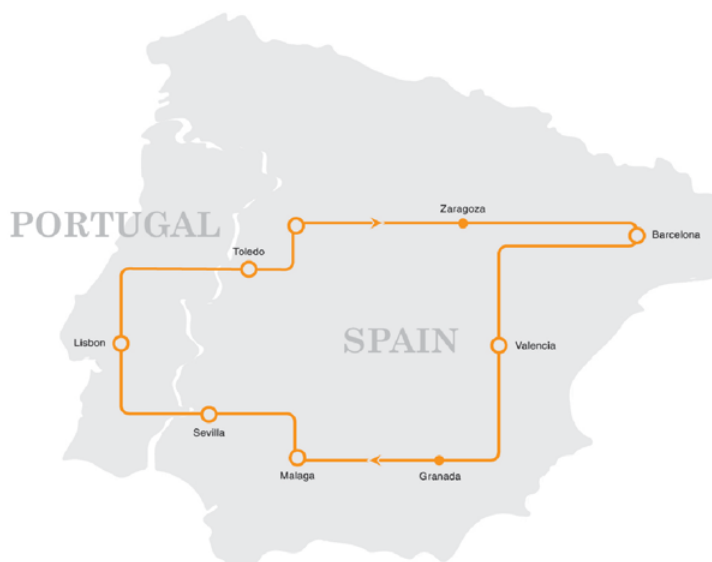 Zaragoza
PORTUGAL
Barcelona
Toledo
Lisbon
SPAIN
Valencia
Sevilla
Malaga
Granada